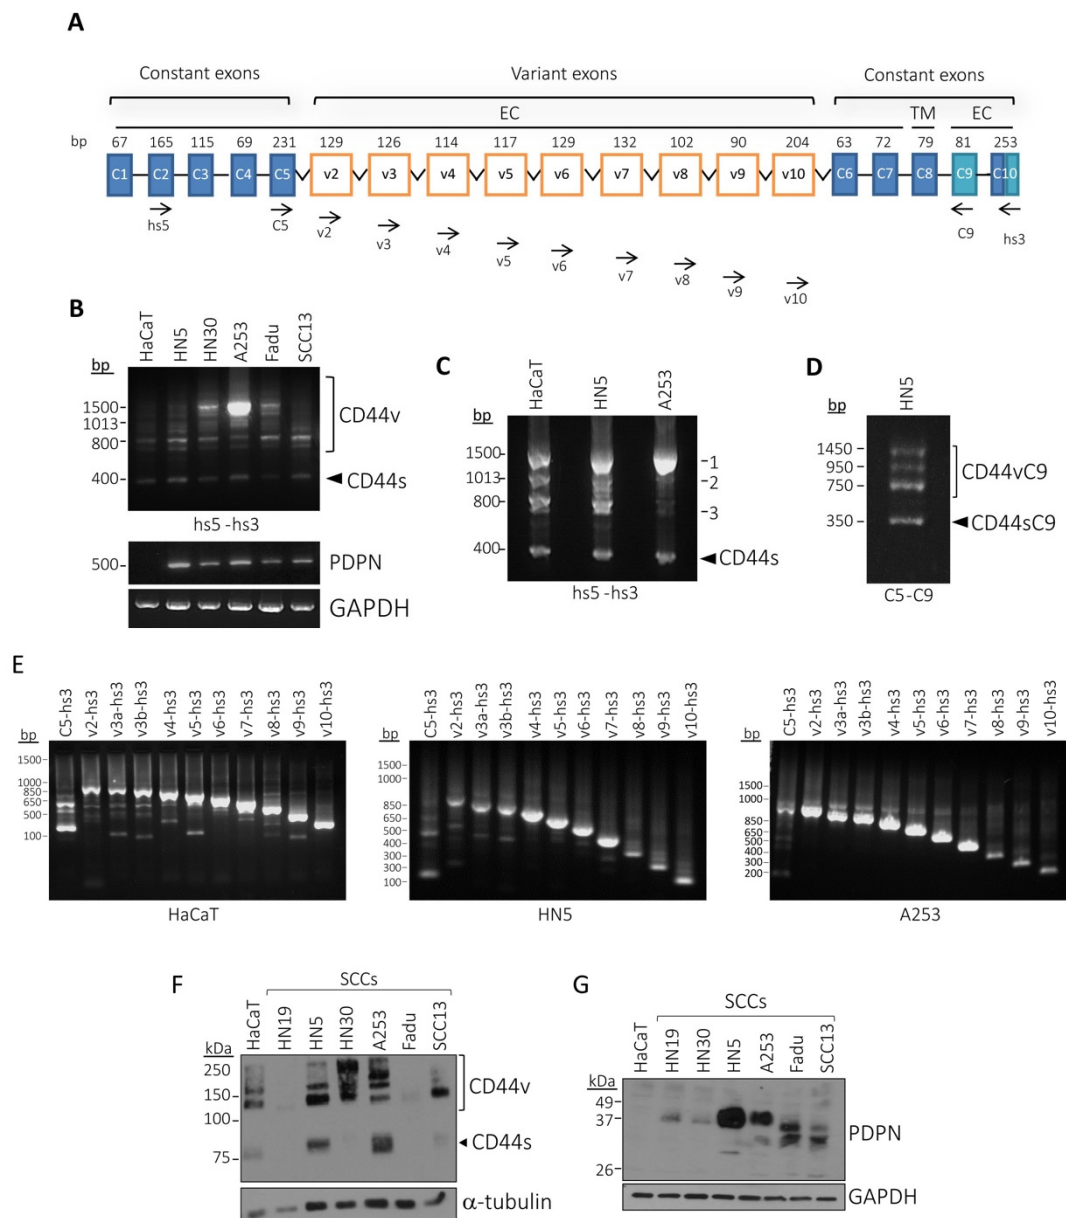 A
Constant exons Variant exons Constant exons
EC TM EC
bp 67 165 115 69 231 129 126 114 117 129 132 102 90 204 63 72 79 81 253
C1 C2 C3 C4 C5 v2 v3 v4 v5 v6 v7 v8 v9 v10 C6 C7 C8 C9 C10
hs5 C5 v2 v3 v4 v5 v6 v7 v8 v9 v10 C9 hs3
B
HaCaT HN5 HN30 A253 Fadu SCC13
bp
1500
1013
800
400
CD44v
CD44s
hs5-hs3
500 PDPN
GAPDH
C
HaCaT HN5 A253
bp
1500
1013
800
400
1
2
3
CD44s
hs5-hs3
D
HN5
bp
1450
950
750
350
CD44vC9
CD44sC9
C5-C9
E
C5-hs3 v2-hs3 v3a-hs3 v3b-hs3 v4-hs3 v5-hs3 v6-hs3 v7-hs3 v8-hs3 v9-hs3 v10-hs3
bp
1500
1000
850
650
500
100
HaCaT
C5-hs3 v2-hs3 v3a-hs3 v3b-hs3 v4-hs3 v5-hs3 v6-hs3 v7-hs3 v8-hs3 v9-hs3 v10-hs3
bp
1500
1000
850
650
500
400
300
300
100
HN5
C5-hs3 v2-hs3 v3a-hs3 v3b-hs3 v4-hs3 v5-hs3 v6-hs3 v7-hs3 v8-hs3 v9-hs3 v10-hs3
bp
1500
1000
850
650
500
400
300
200
A253
F
SCCs
HaCaT HN19 HN5 HN30 A253 Fadu SCC13
kDa
250
150
100
75
CD44v
CD44s
α-tubulin
G
SCCs
HaCaT HN19 HN30 HN5 A253 Fadu SCC13
kDa
49
37
26
PDPN
GAPDH